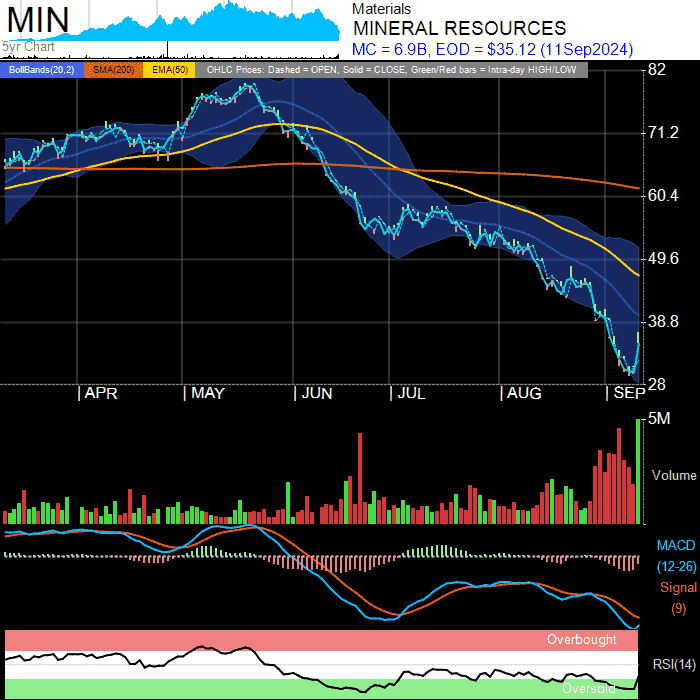 MIN
5yr Chart
Materials
MINERAL RESOURCES
MC = 6.9B, EOD = $35.12 (11Sep2024)
BollBands(20,2) SMA(200) EMA(50) OHLC Prices: Dashed = OPEN, Solid = CLOSE, Green/Red bars = Intra-day HIGH/LOW
82
71.2
60.4
49.6
38.8
28
| APR | MAY | JUN | JUL | AUG | SEP
5M
Volume
MACD
(12-26)
Signal
(9)
Overbought
RSI(14)
Oversold